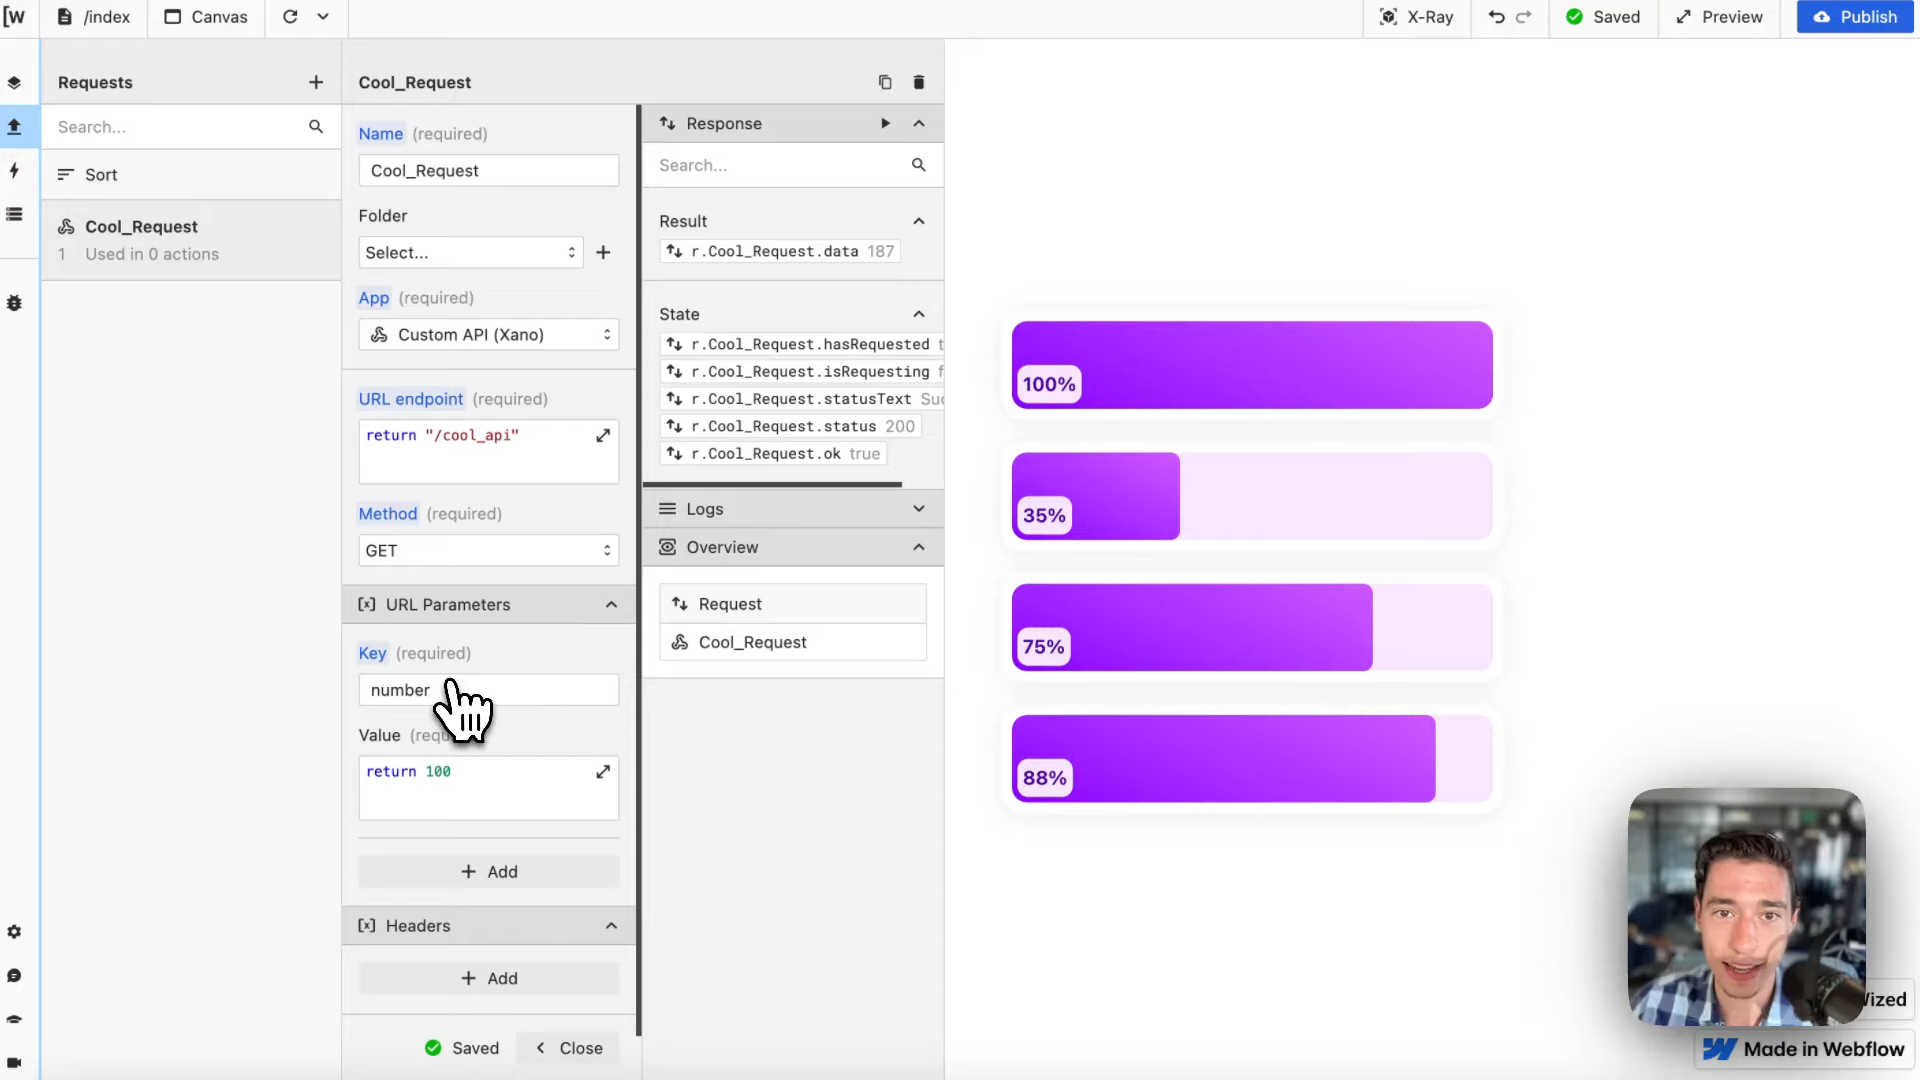 [W
/index
Canvas
X-Ray
Saved
Preview
Publish
Requests
Search...
Sort
Cool_Request
1 Used in 0 actions
Cool_Request
Name (required)
Cool_Request
Folder
Select...
App (required)
Custom API (Xano)
URL endpoint (required)
return "/cool_api"
Method (required)
GET
[x] URL Parameters
Key (required)
number
Value (requ
return 100
+ Add
[x] Headers
+ Add
Saved
Close
Response
Search...
Result
r.Cool_Request.data 187
State
r.Cool_Request.hasRequested t
r.Cool_Request.isRequesting f
r.Cool_Request.statusText Suc
r.Cool_Request.status 200
r.Cool_Request.ok true
Logs
Overview
Request
Cool_Request
100%
35%
75%
88%
Wized
Made in Webflow